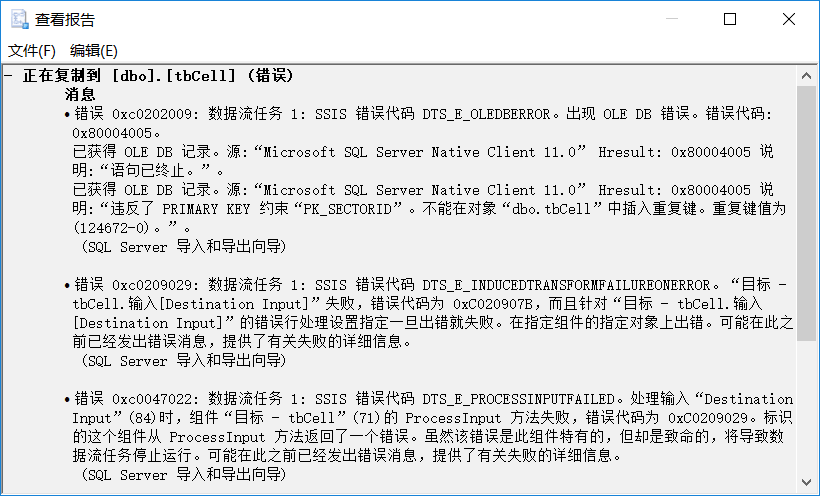 查看报告
文件(F) 编辑(E)
- 正在复制到 [dbo].[tbCell] (错误)
消息
• 错误 0xc0202009: 数据流任务 1: SSIS 错误代码 DTS_E_OLEDBERROR。出现 OLE DB 错误。错误代码:
0x80004005。
已获得 OLE DB 记录。源:“Microsoft SQL Server Native Client 11.0” Hresult: 0x80004005 说
明:“语句已终止。”。
已获得 OLE DB 记录。源:“Microsoft SQL Server Native Client 11.0” Hresult: 0x80004005 说
明:“违反了 PRIMARY KEY 约束“PK_SECTORID”。不能在对象“dbo.tbCell”中插入重复键。重复键值为
(124672-0)。”。
(SQL Server 导入和导出向导)
• 错误 0xc0209029: 数据流任务 1: SSIS 错误代码 DTS_E_INDUCEDTRANSFORMFAILUREONERROR。“目标 -
tbCell.输入[Destination Input]”失败，错误代码为 0xC020907B，而且针对“目标 - tbCell.输入
[Destination Input]”的错误行处理设置指定一旦出错就失败。在指定组件的指定对象上出错。可能在此之
前已经发出错误消息，提供了有关失败的详细信息。
(SQL Server 导入和导出向导)
• 错误 0xc0047022: 数据流任务 1: SSIS 错误代码 DTS_E_PROCESSINPUTFAILED。处理输入“Destination
Input”(84)时，组件“目标 - tbCell”(71)的 ProcessInput 方法失败，错误代码为 0xC0209029。标识
的这个组件从 ProcessInput 方法返回了一个错误。虽然该错误是此组件特有的，但却是致命的，将导致数
据流任务停止运行。可能在此之前已经发出错误消息，提供了有关失败的详细信息。
(SQL Server 导入和导出向导)